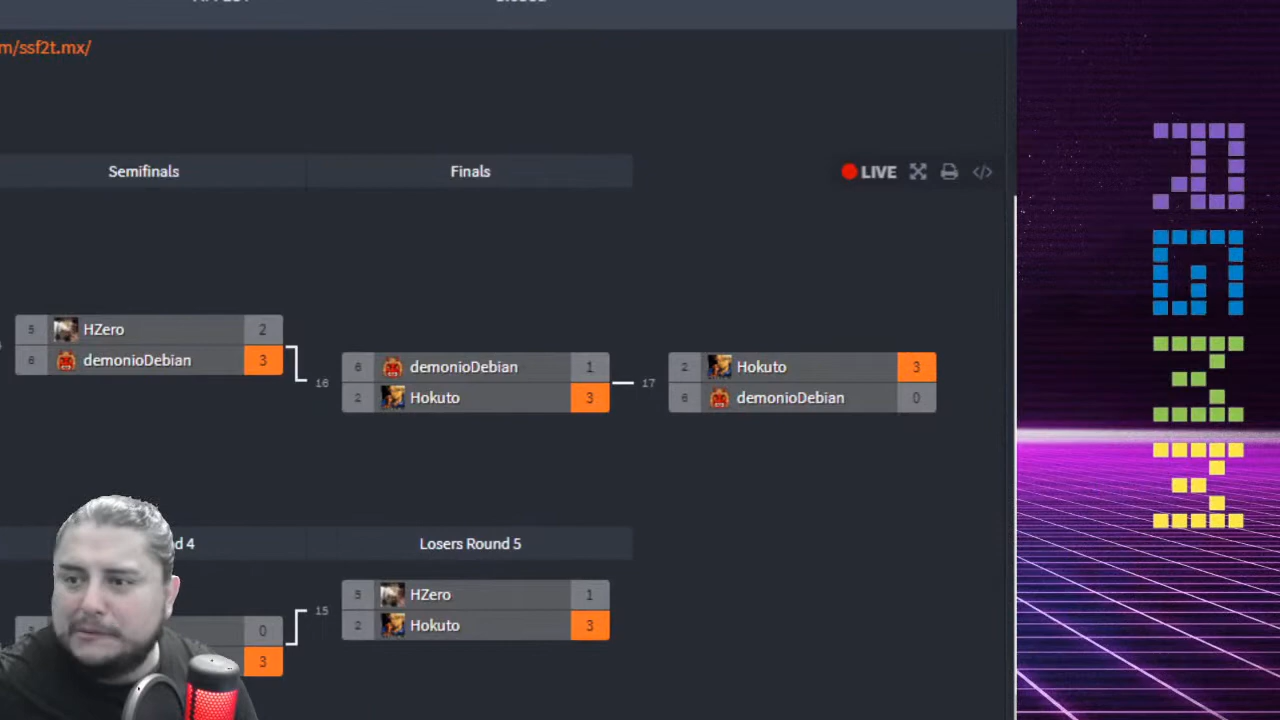 m/ssf2t.mx/
Semifinals
Finals
LIVE
5 HZero 2
6 demonioDebian 3
16
6 demonioDebian 1
2 Hokuto 3
17
2 Hokuto 3
6 demonioDebian 0
d 4
Losers Round 5
0
3
15
5 HZero 1
2 Hokuto 3